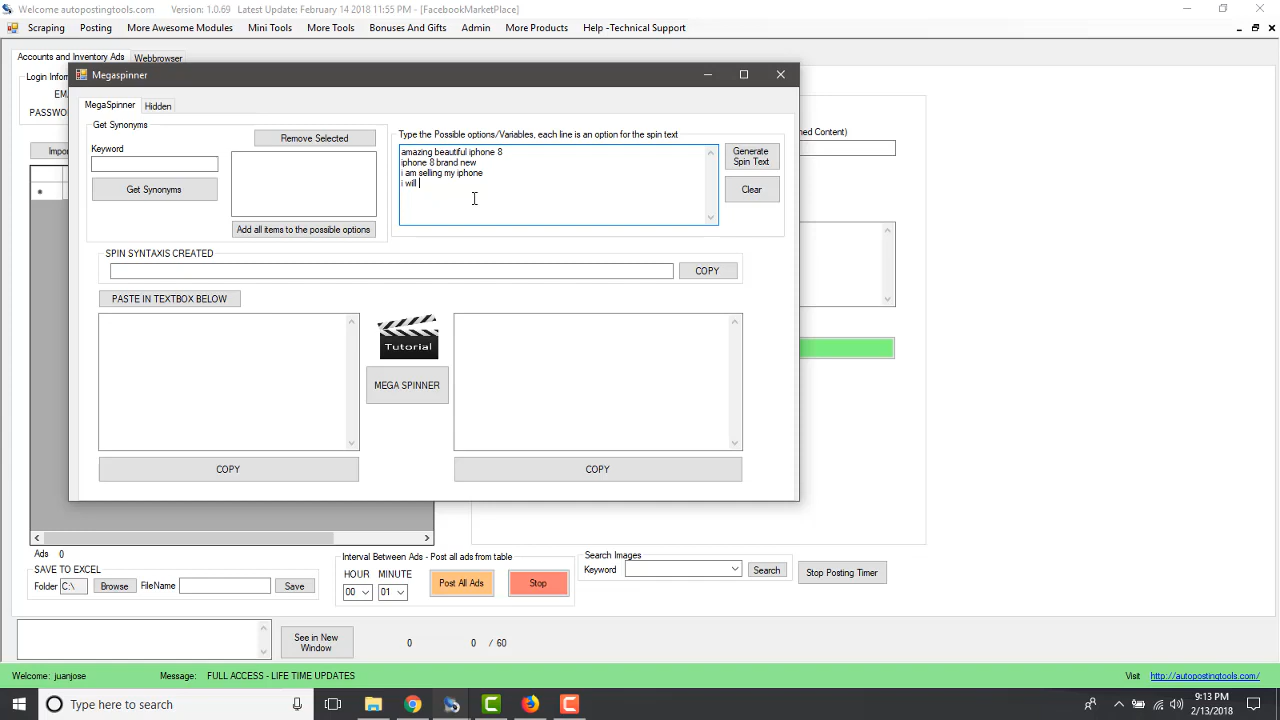 Welcome autopostingtools.com Version: 1.0.69 Latest Update: February 14 2018 11:55 PM - [FacebookMarketPlace]
Scraping Posting More Awesome Modules Mini Tools More Tools Bonuses And Gifts Admin More Products Help -Technical Support
Accounts and Inventory Ads Webbrowser
Login Infor
EM
PASSWO
Impo
ned Content)
Megaspinner
MegaSpinner Hidden
Get Synonyms
Remove Selected
Keyword
Get Synonyms
Add all items to the possible options
Type the Possible options/Variables, each line is an option for the spin text
amazing beautiful iphone 8
iphone 8 brand new
i am selling my iphone
i will
Generate
Spin Text
Clear
SPIN SYNTAXIS CREATED
COPY
PASTE IN TEXTBOX BELOW
Tutorial
MEGA SPINNER
COPY
COPY
Ads 0
SAVE TO EXCEL
Folder C:\ Browse FileName Save
Interval Between Ads - Post all ads from table
HOUR MINUTE
00 01 Post All Ads Stop
Search Images
Keyword Search
Stop Posting Timer
See in New
Window
0 0 / 60
Welcome: juanjose Message: FULL ACCESS - LIFE TIME UPDATES Visit http://autopostingtools.com/
Type here to search
9:13 PM
2/13/2018